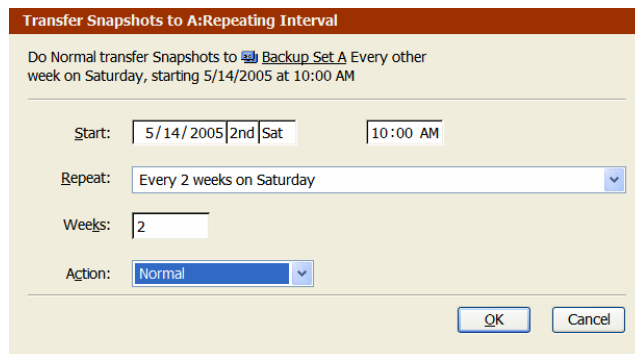 Transfer Snapshots to A:Repeating Interval
Do Normal transfer Snapshots to Backup Set A Every other
week on Saturday, starting 5/14/2005 at 10:00 AM
Start: 5/14/2005 2nd Sat 10:00 AM
Repeat: Every 2 weeks on Saturday
Weeks: 2
Action: Normal
OK Cancel